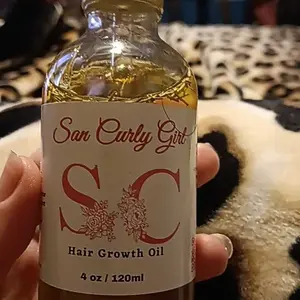 San Curly Girl
SC
Hair Growth Oil
4 oz / 120ml